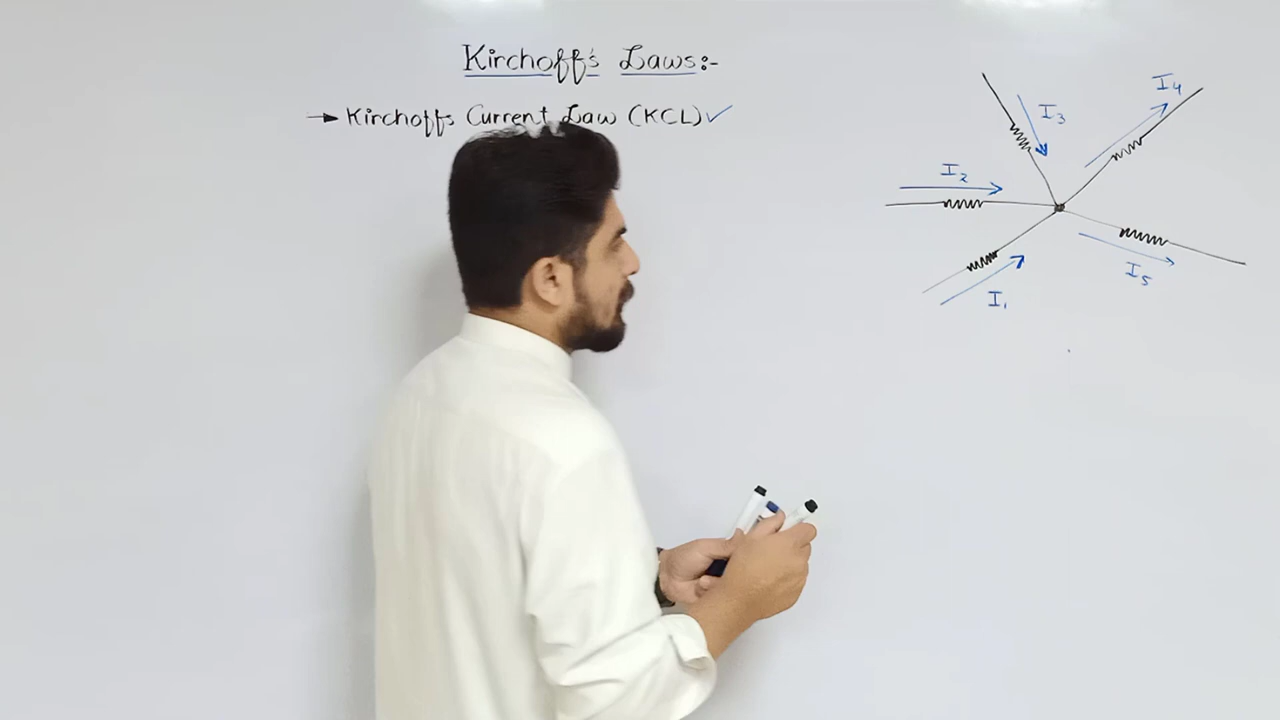 Kirchoff's Laws:-
→ Kirchoffs Current Law (KCL) ✓
I3
I4
I2
I5
I1